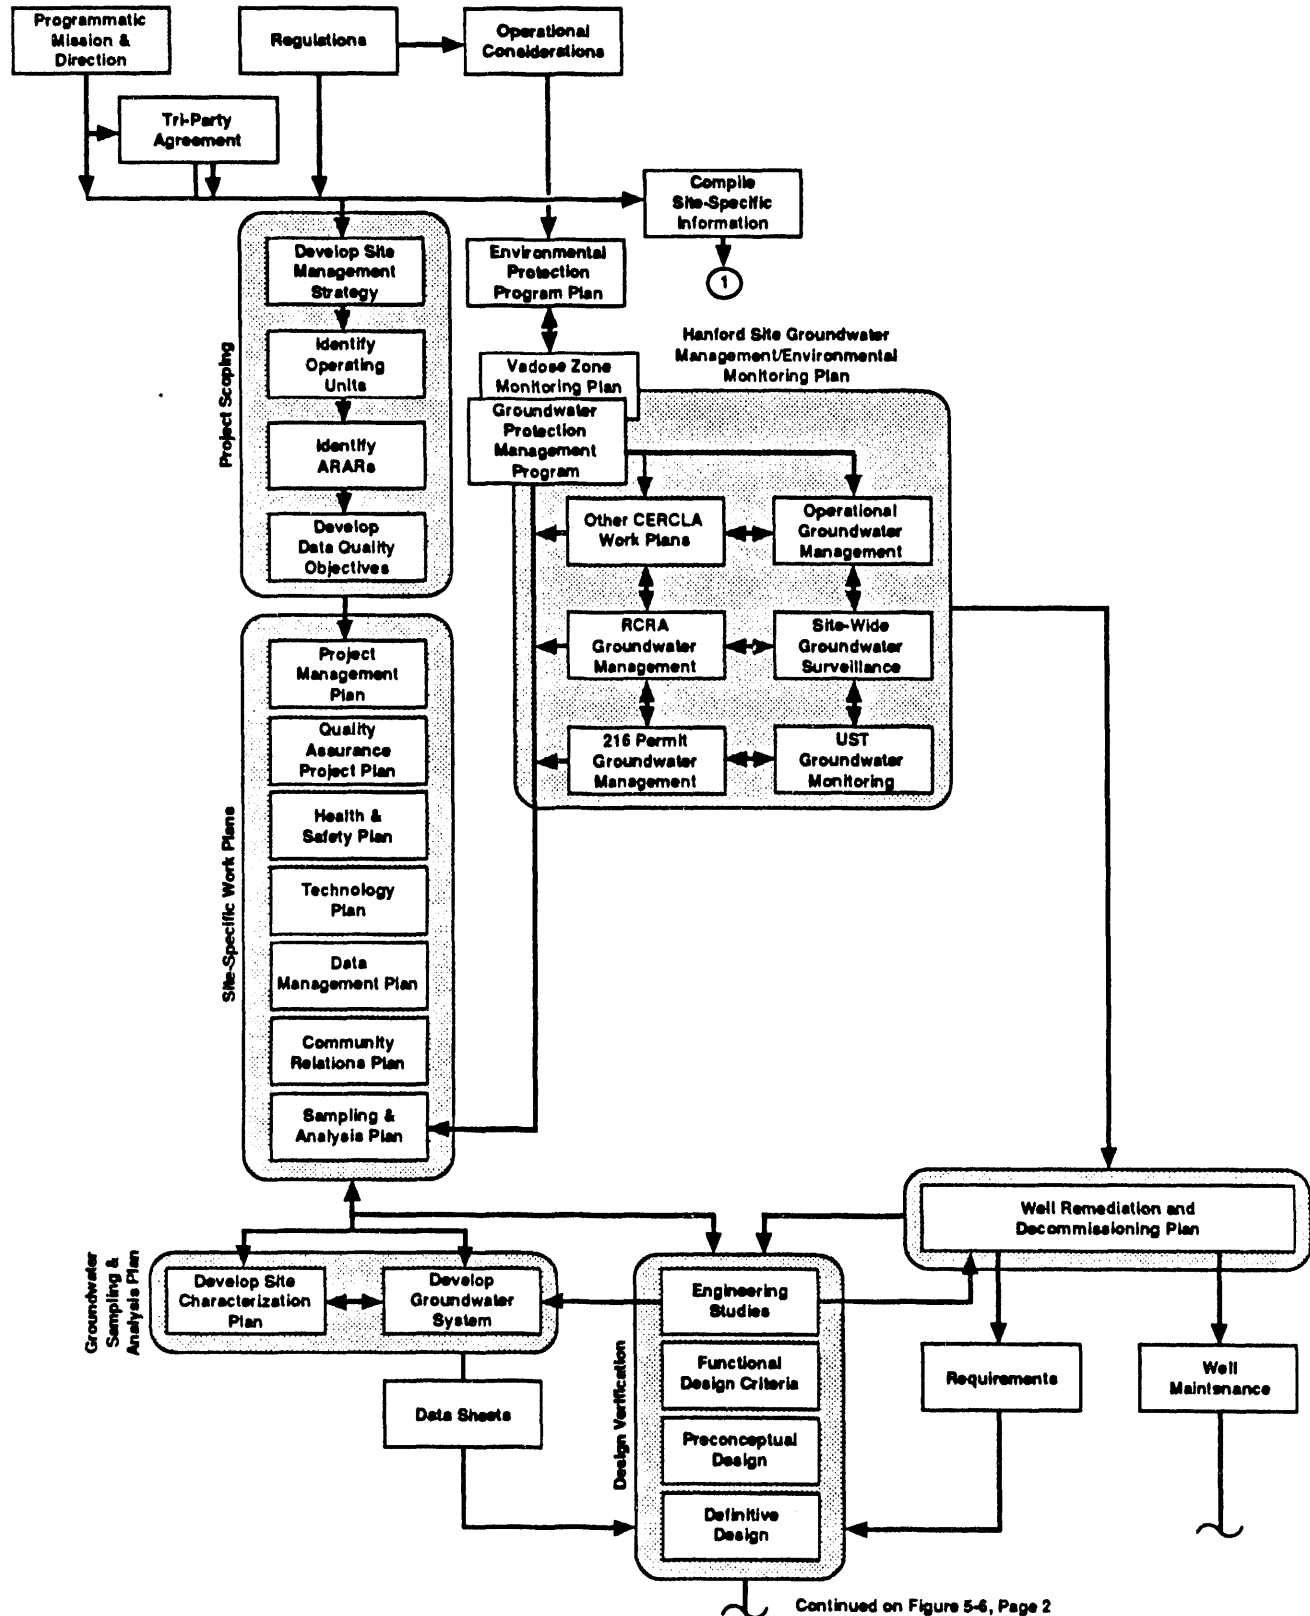 Programmatic
Mission &
Direction
Regulations
Operational
Considerations
Tri-Party
Agreement
Compile
Site-Specific
Information
1
Project Scoping
Develop Site
Management
Strategy
Identify
Operating
Units
Identify
ARARs
Develop
Data Quality
Objectives
Environmental
Protection
Program Plan
Vadose Zone
Monitoring Plan
Groundwater
Protection
Management
Program
Hanford Site Groundwater
Management/Environmental
Monitoring Plan
Other CERCLA
Work Plans
Operational
Groundwater
Management
RCRA
Groundwater
Management
Site-Wide
Groundwater
Surveillance
216 Permit
Groundwater
Management
UST
Groundwater
Monitoring
Site-Specific Work Plans
Project
Management
Plan
Quality
Assurance
Project Plan
Health &
Safety Plan
Technology
Plan
Data
Management Plan
Community
Relations Plan
Sampling &
Analysis Plan
Well Remediation and
Decommissioning Plan
Groundwater
Sampling &
Analysis Plan
Develop Site
Characterization
Plan
Develop
Groundwater
System
Data Sheets
Design Verification
Engineering
Studies
Functional
Design Criteria
Preconceptual
Design
Definitive
Design
Requirements
Well
Maintenance
Continued on Figure 5-6, Page 2